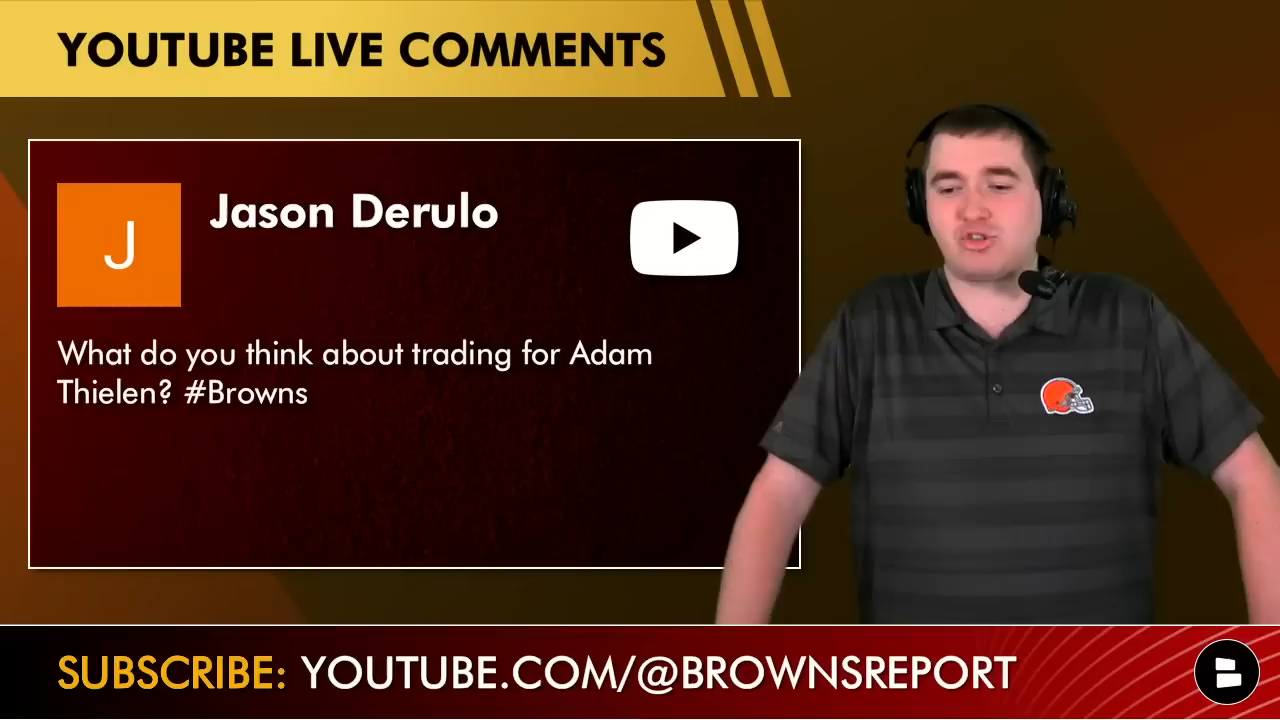 YOUTUBE LIVE COMMENTS
J
Jason Derulo
What do you think about trading for Adam
Thielen? #Browns
SUBSCRIBE: YOUTUBE.COM/@BROWNSREPORT